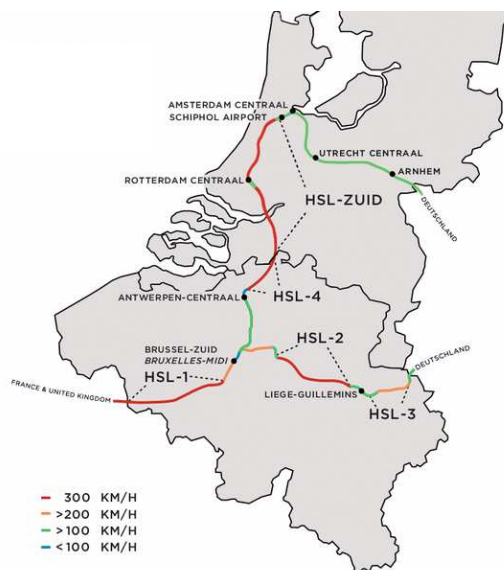 AMSTERDAM CENTRAAL
SCHIPHOL AIRPORT
UTRECHT CENTRAAL
ARNHEM
ROTTERDAM CENTRAAL
HSL-ZUID
DEUTSCHLAND
HSL-4
ANTWERPEN-CENTRAAL
HSL-2
BRUSSEL-ZUID
BRUXELLES-MIDI
HSL-1
DEUTSCHLAND
FRANCE & UNITED KINGDOM
LIEGE-GUILLEMINS
HSL-3
300 KM/H
>200 KM/H
>100 KM/H
<100 KM/H